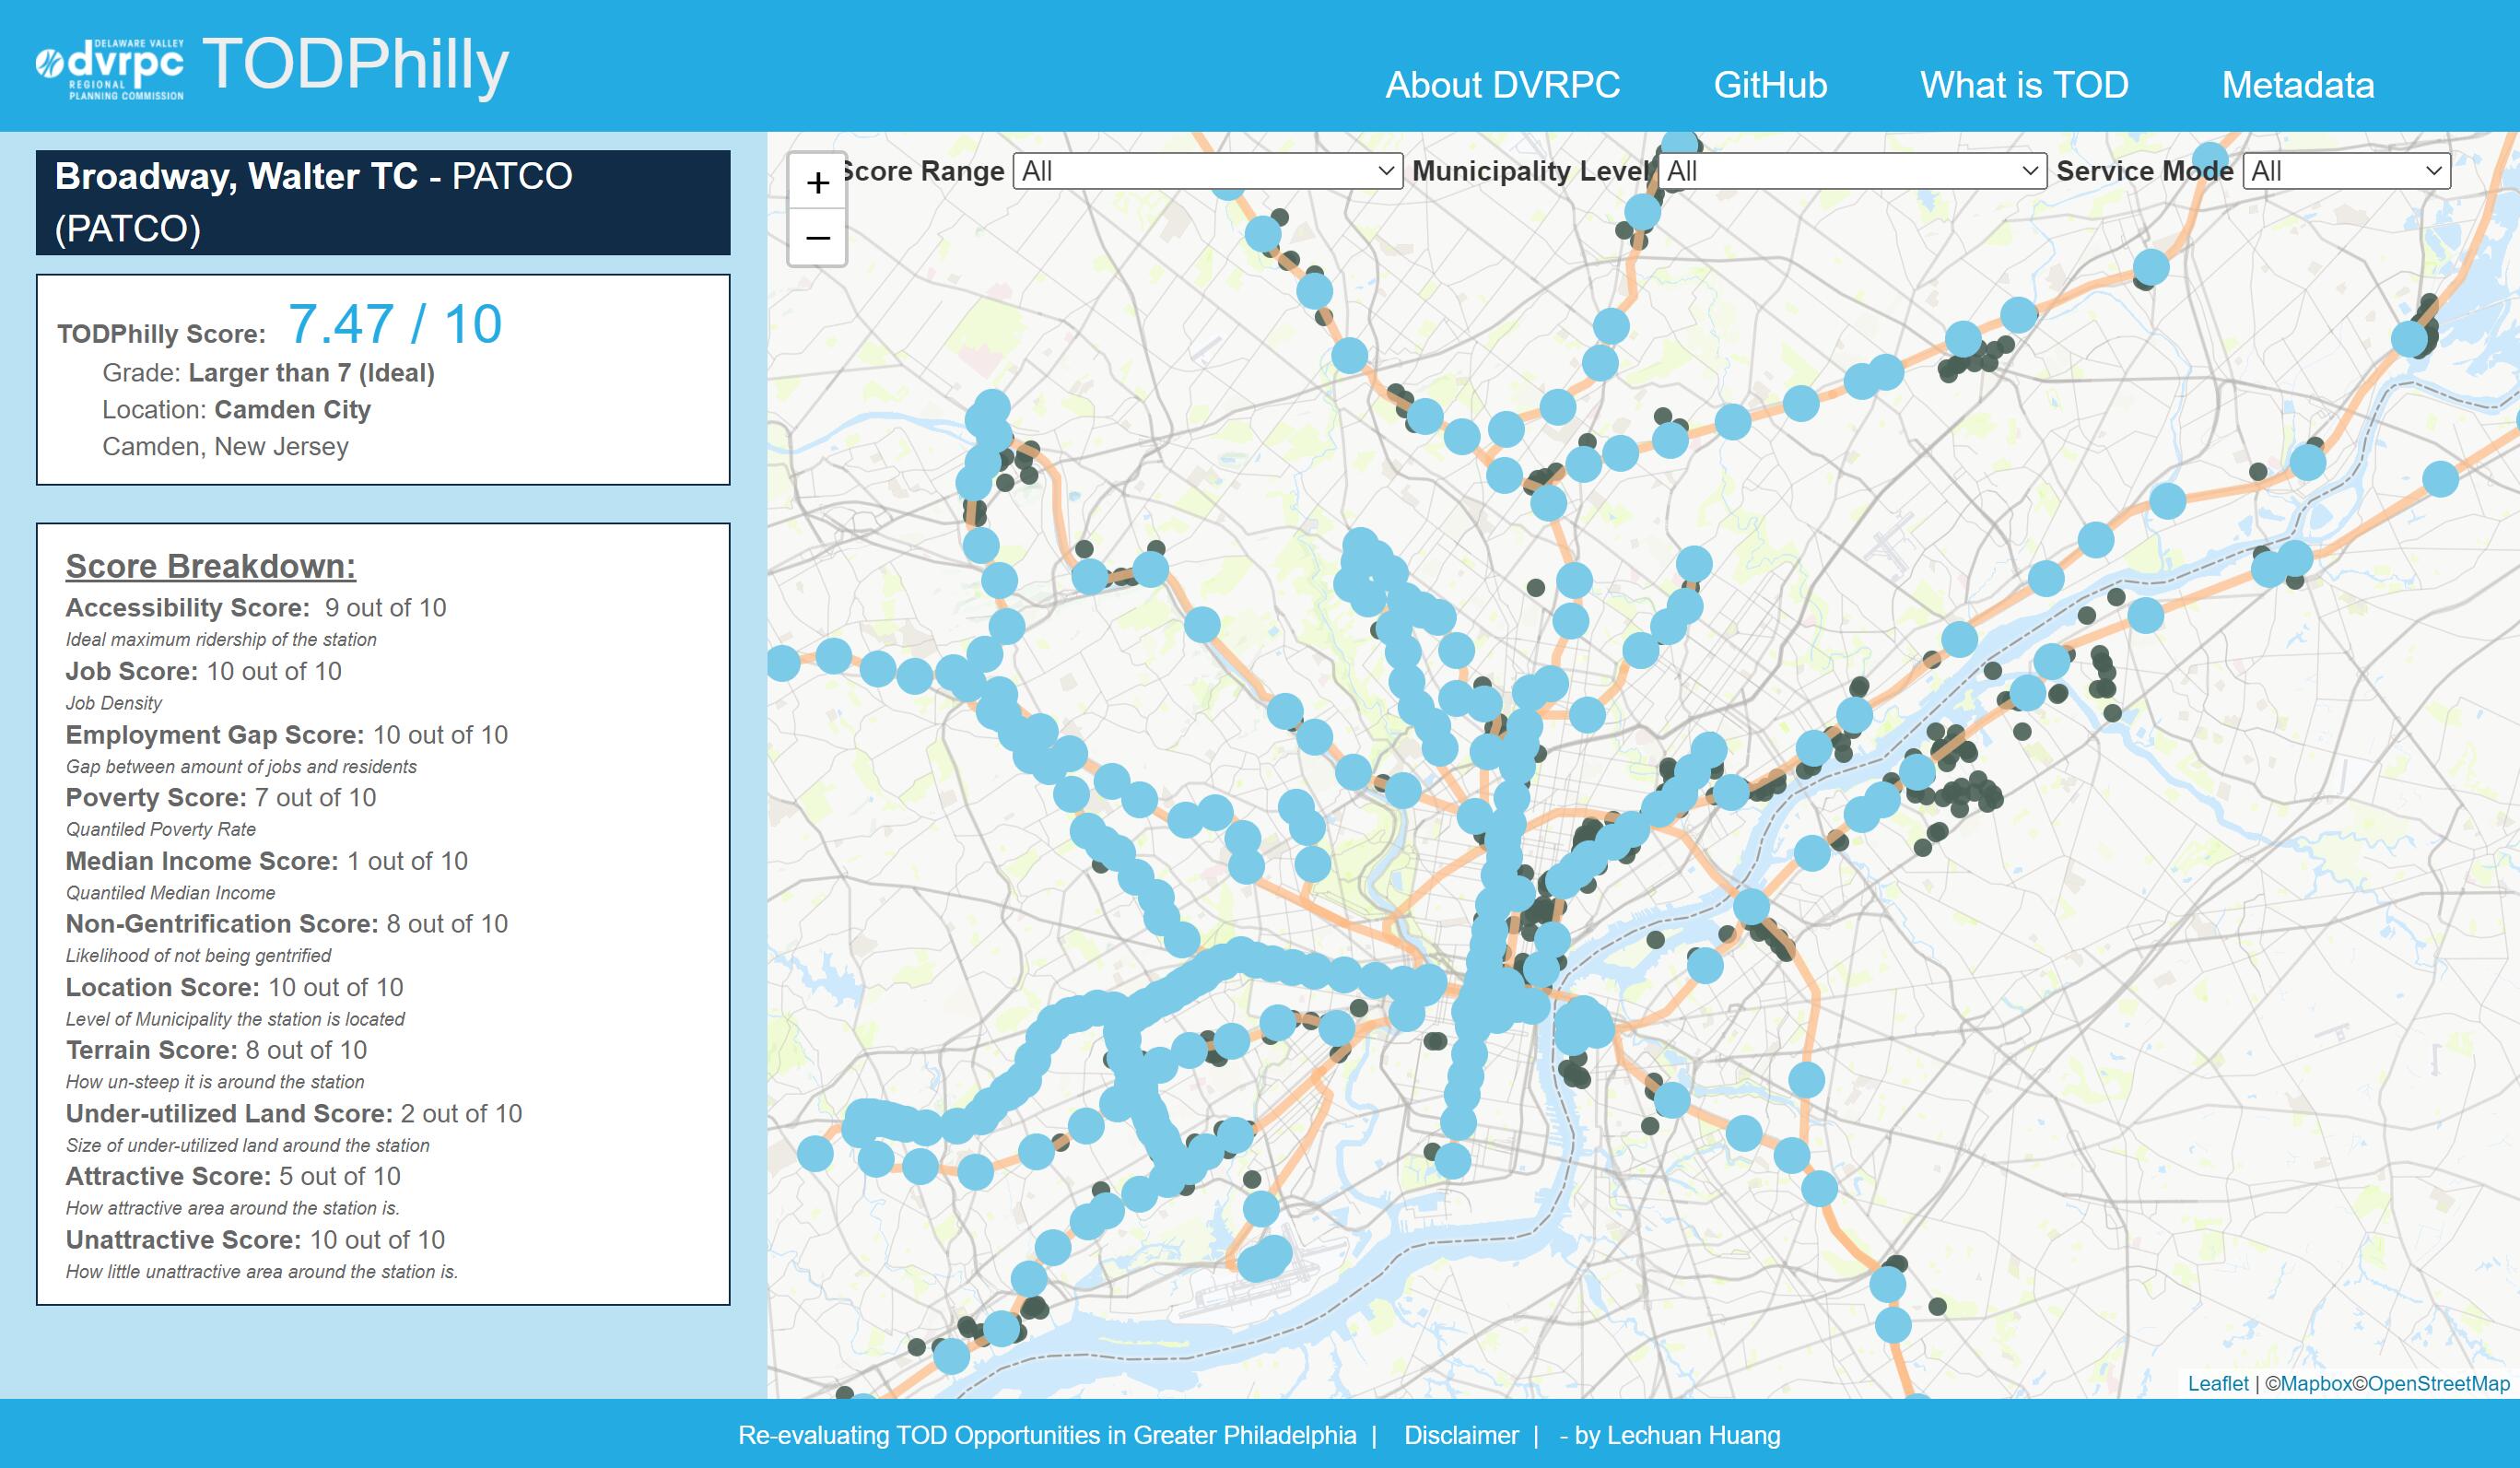 DELAWARE VALLEY
dvrpc
REGIONAL
PLANNING COMMISSION
TODPhilly
About DVRPC
GitHub
What is TOD
Metadata
Broadway, Walter TC - PATCO
(PATCO)
TODPhilly Score: 7.47 / 10
Grade: Larger than 7 (Ideal)
Location: Camden City
Camden, New Jersey
Score Breakdown:
Accessibility Score: 9 out of 10
Ideal maximum ridership of the station
Job Score: 10 out of 10
Job Density
Employment Gap Score: 10 out of 10
Gap between amount of jobs and residents
Poverty Score: 7 out of 10
Quantiled Poverty Rate
Median Income Score: 1 out of 10
Quantiled Median Income
Non-Gentrification Score: 8 out of 10
Likelihood of not being gentrified
Location Score: 10 out of 10
Level of Municipality the station is located
Terrain Score: 8 out of 10
How un-steep it is around the station
Under-utilized Land Score: 2 out of 10
Size of under-utilized land around the station
Attractive Score: 5 out of 10
How attractive area around the station is.
Unattractive Score: 10 out of 10
How little unattractive area around the station is.
+
−
Score Range All
Municipality Level All
Service Mode All
Leaflet | ©Mapbox©OpenStreetMap
Re-evaluating TOD Opportunities in Greater Philadelphia | Disclaimer | - by Lechuan Huang